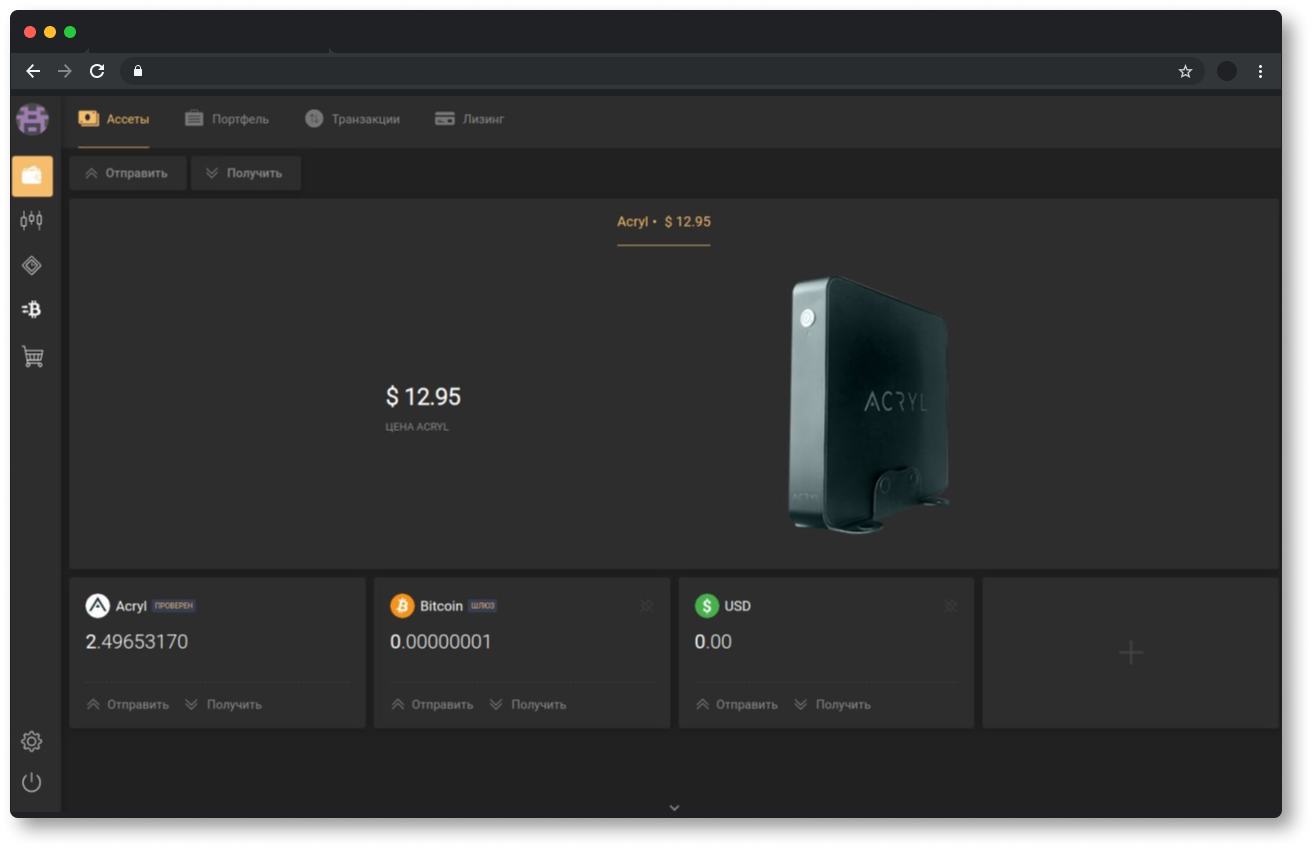 Ассеты Портфель Транзакции Лизинг
Отправить Получить
Acryl • $ 12.95
ACRYL
$ 12.95
ЦЕНА ACRYL
ACRYL
Acryl ПРОВЕРЕН
2.49653170
Отправить Получить
Bitcoin ШЛЮЗ
0.00000001
Отправить Получить
USD
0.00
Отправить Получить